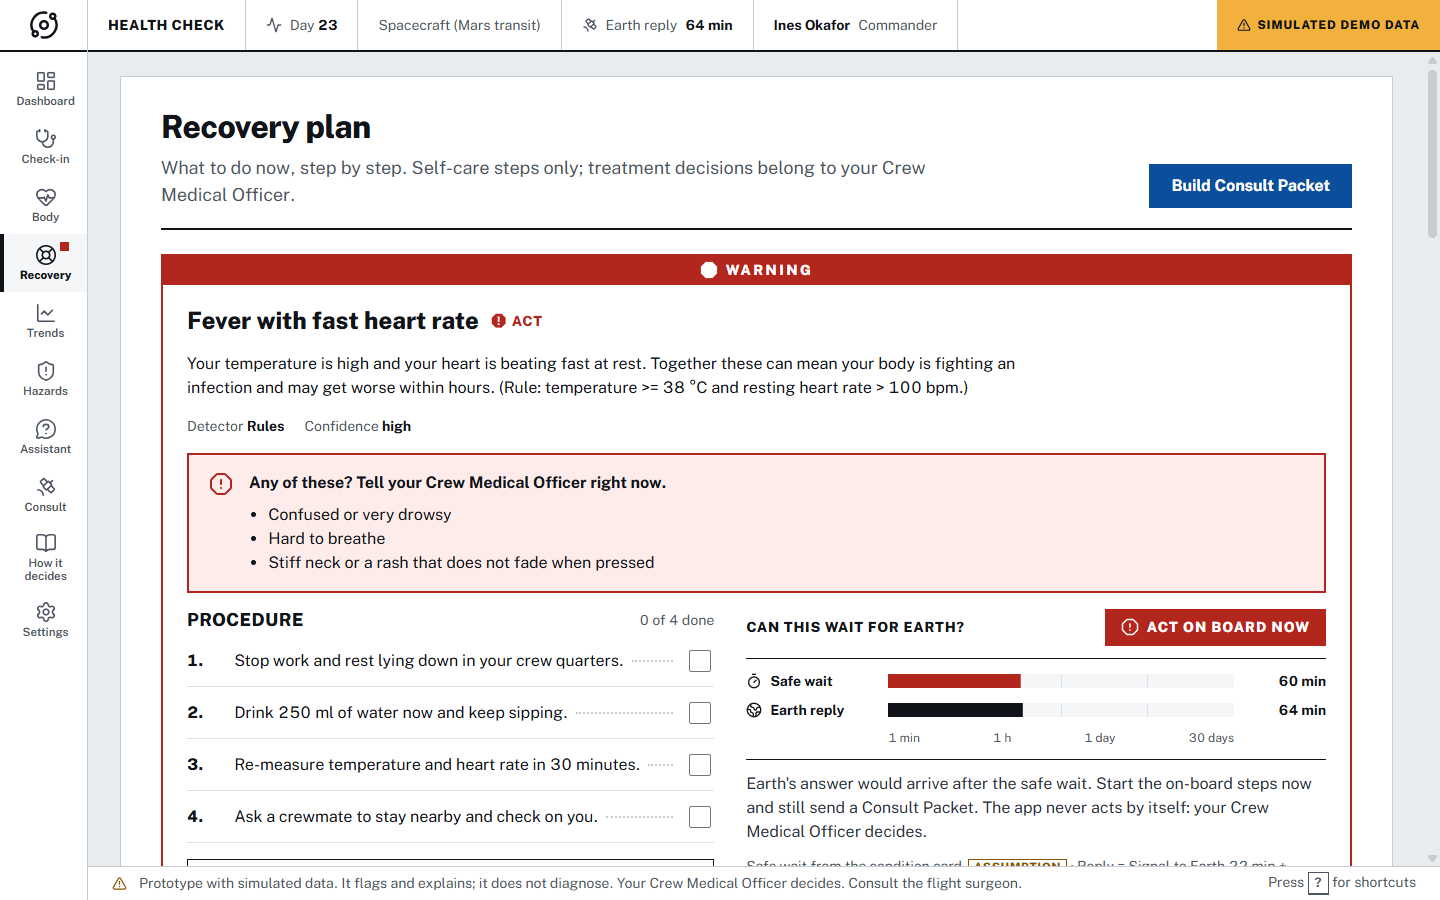 HEALTH CHECK
Day 23
Spacecraft (Mars transit)
Earth reply 64 min
Ines Okafor Commander
SIMULATED DEMO DATA
Dashboard
Check-in
Body
Recovery
Trends
Hazards
Assistant
Consult
How it
decides
Settings
Recovery plan
What to do now, step by step. Self-care steps only; treatment decisions belong to your Crew
Medical Officer.
Build Consult Packet
WARNING
Fever with fast heart rate ACT
Your temperature is high and your heart is beating fast at rest. Together these can mean your body is fighting an
infection and may get worse within hours. (Rule: temperature >= 38 °C and resting heart rate > 100 bpm.)
Detector Rules Confidence high
Any of these? Tell your Crew Medical Officer right now.
• Confused or very drowsy
• Hard to breathe
• Stiff neck or a rash that does not fade when pressed
PROCEDURE 0 of 4 done
1. Stop work and rest lying down in your crew quarters.
2. Drink 250 ml of water now and keep sipping.
3. Re-measure temperature and heart rate in 30 minutes.
4. Ask a crewmate to stay nearby and check on you.
CAN THIS WAIT FOR EARTH? ACT ON BOARD NOW
Safe wait 60 min
Earth reply 64 min
1 min 1 h 1 day 30 days
Earth's answer would arrive after the safe wait. Start the on-board steps now
and still send a Consult Packet. The app never acts by itself: your Crew
Medical Officer decides.
Safe wait from the condition card ASSUMPTION · Reply = Signal to Earth 22 min +
Prototype with simulated data. It flags and explains; it does not diagnose. Your Crew Medical Officer decides. Consult the flight surgeon.
Press ? for shortcuts